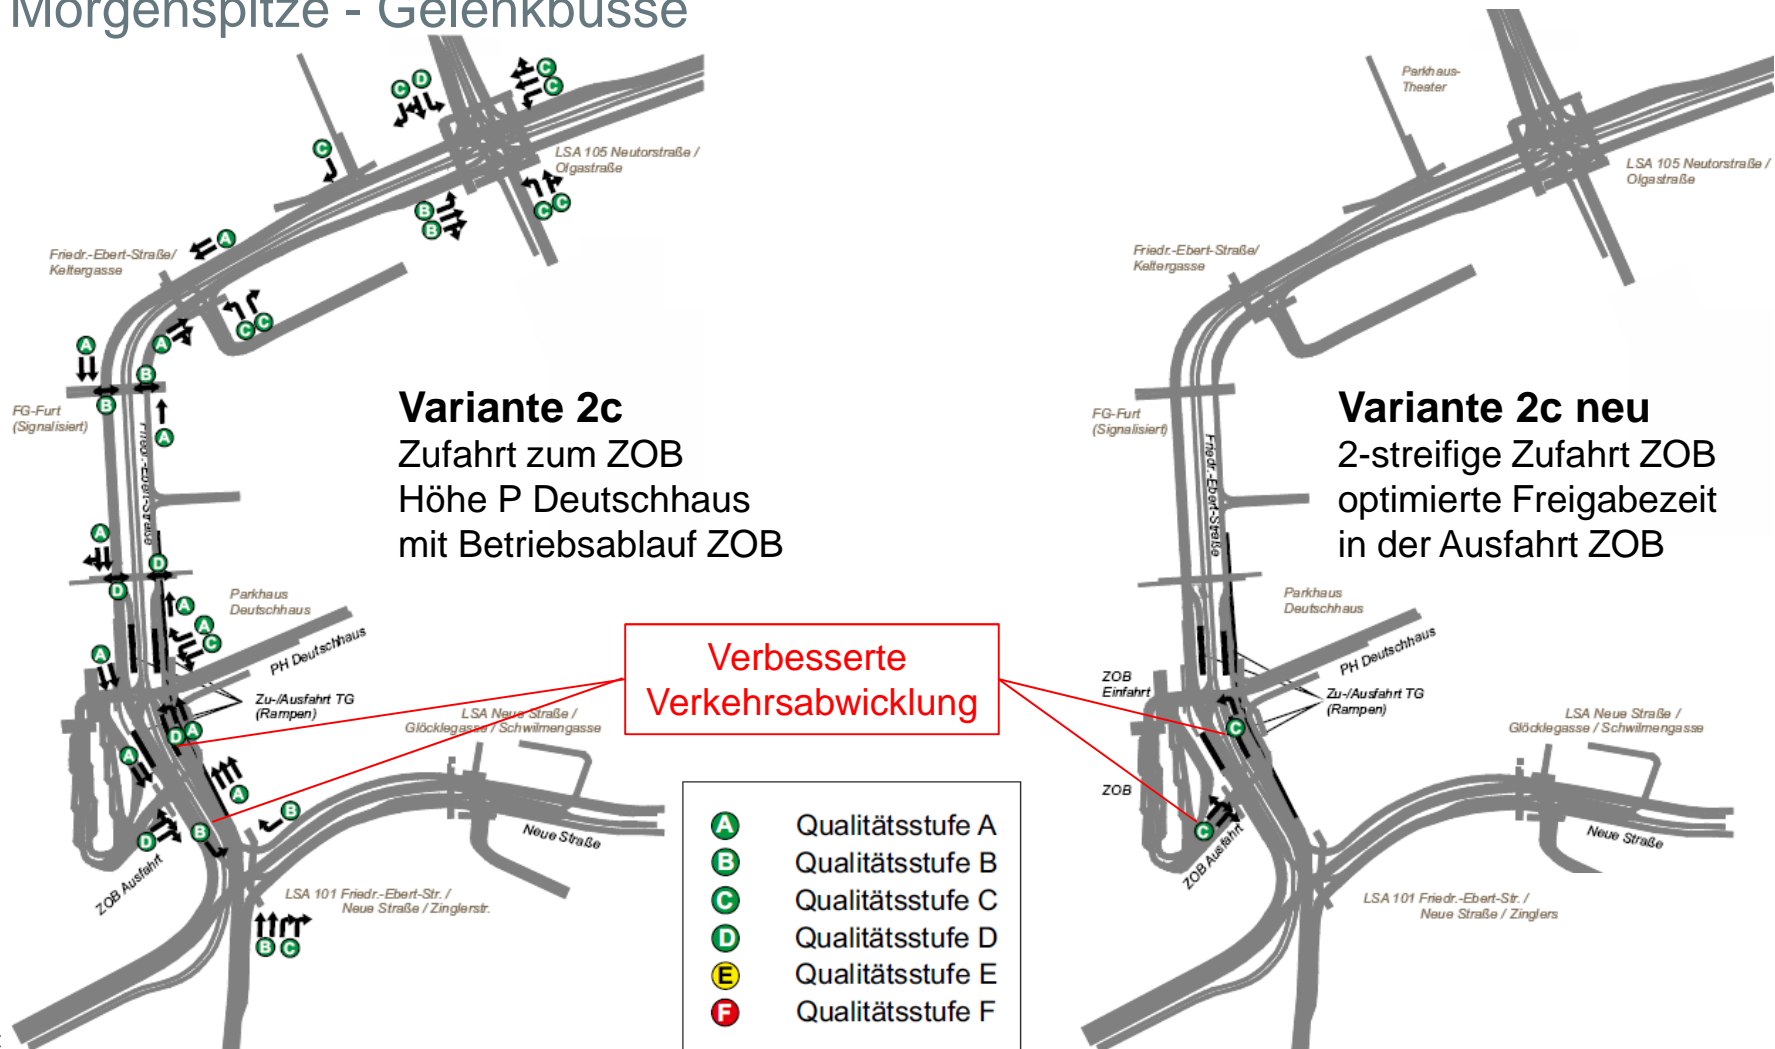 Morgenspitze - Gelenkbusse
C
D
C
C
C
LSA 105 Neutorstraße /
Olgastraße
B
B
C
C
A
Friedr.-Ebert-Straße/
Keltergasse
C
C
A
A
B
B
FG-Furt
(Signalisiert)
A
Friedr.-Ebert-Straße
Variante 2c
Zufahrt zum ZOB
Höhe P Deutschhaus
mit Betriebsablauf ZOB
A
D
D
Parkhaus
Deutschhaus
A
A
C
A
PH Deutschhaus
Zu-/Ausfahrt TG
(Rampen)
D
A
A
A
LSA Neue Straße /
Glöcklegasse / Schwilmengasse
B
B
D
ZOB Ausfahrt
Neue Straße
LSA 101 Friedr.-Ebert-Str. /
Neue Straße / Zinglerstr.
B
C
Verbesserte
Verkehrsabwicklung
A Qualitätsstufe A
B Qualitätsstufe B
C Qualitätsstufe C
D Qualitätsstufe D
E Qualitätsstufe E
F Qualitätsstufe F
Parkhaus-
Theater
LSA 105 Neutorstraße /
Olgastraße
Friedr.-Ebert-Straße/
Keltergasse
FG-Furt
(Signalisiert)
Friedr.-Ebert-Straße
Variante 2c neu
2-streifige Zufahrt ZOB
optimierte Freigabezeit
in der Ausfahrt ZOB
Parkhaus
Deutschhaus
PH Deutschhaus
ZOB
Einfahrt
Zu-/Ausfahrt TG
(Rampen)
C
LSA Neue Straße /
Glöcklegasse / Schwilmengasse
ZOB
C
ZOB Ausfahrt
Neue Straße
LSA 101 Friedr.-Ebert-Str. /
Neue Straße / Zinglers